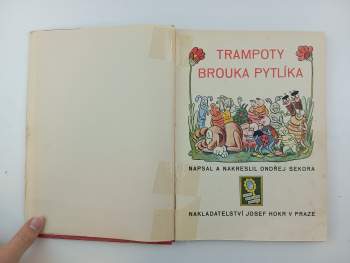 TRAMPOTY
BROUKA PYTLÍKA
NAPSAL A NAKRESLIL ONDŘEJ SEKORA
NAKLADATELSTVÍ JOSEF HOKR V PRAZE